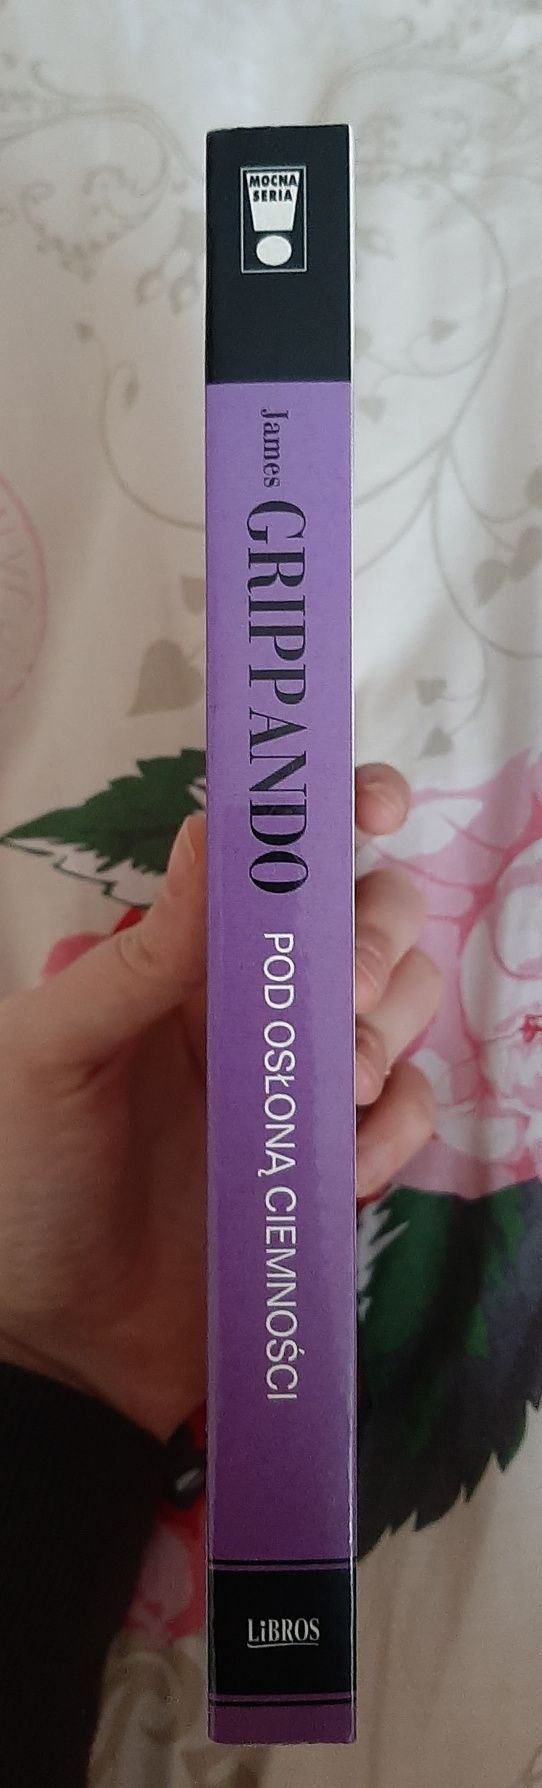 MOCNA
SERIA
James GRIPPANDO POD OSŁONĄ CIEMNOŚCI
LiBROS